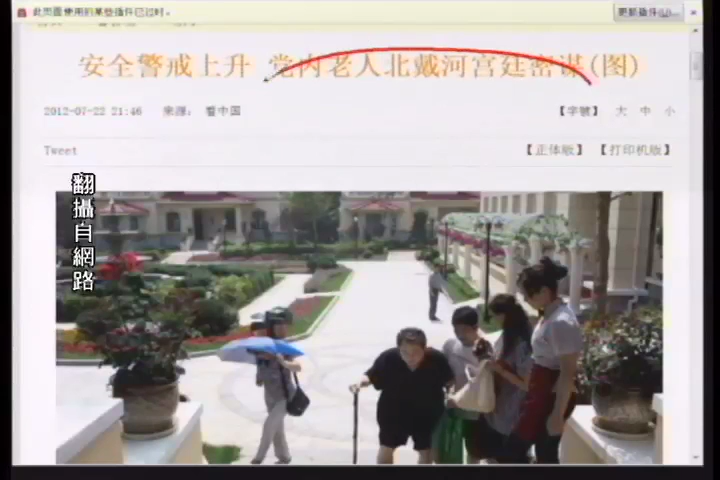 此页面使用的某些插件已过时。
更新插件(U)...
安全警戒上升 党内老人北戴河宫廷密谋(图)
2012-07-22 21:46 来源: 看中国
【字號】 大 中 小
Tweet
【正体版】 【打印机版】
翻攝自網路